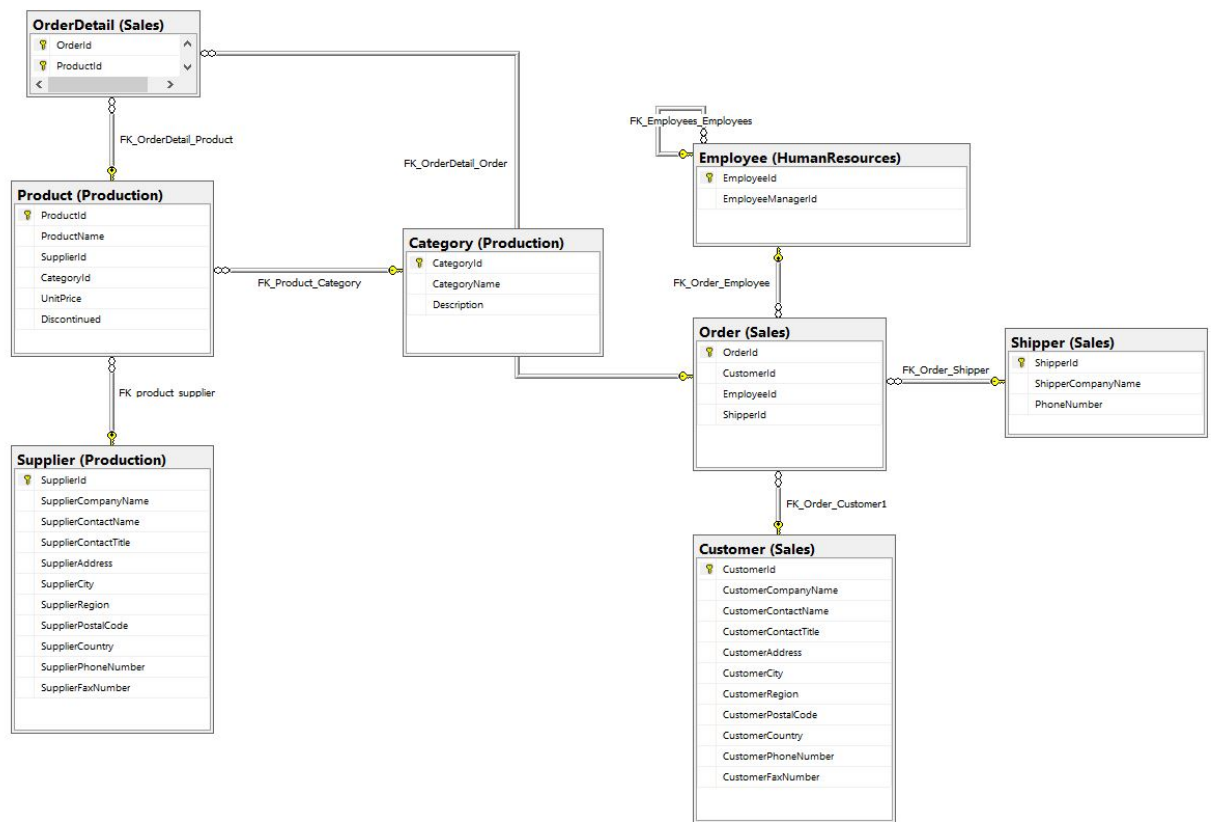 OrderDetail (Sales)
OrderId
ProductId
FK_OrderDetail_Product
FK_OrderDetail_Order
Product (Production)
ProductId
ProductName
SupplierId
CategoryId
UnitPrice
Discontinued
FK_Product_Category
Category (Production)
CategoryId
CategoryName
Description
FK_product_supplier
Supplier (Production)
SupplierId
SupplierCompanyName
SupplierContactName
SupplierContactTitle
SupplierAddress
SupplierCity
SupplierRegion
SupplierPostalCode
SupplierCountry
SupplierPhoneNumber
SupplierFaxNumber
FK_Employees_Employees
Employee (HumanResources)
EmployeeId
EmployeeManagerId
FK_Order_Employee
Order (Sales)
OrderId
CustomerId
EmployeeId
ShipperId
FK_Order_Shipper
Shipper (Sales)
ShipperId
ShipperCompanyName
PhoneNumber
FK_Order_Customer1
Customer (Sales)
CustomerId
CustomerCompanyName
CustomerContactName
CustomerContactTitle
CustomerAddress
CustomerCity
CustomerRegion
CustomerPostalCode
CustomerCountry
CustomerPhoneNumber
CustomerFaxNumber